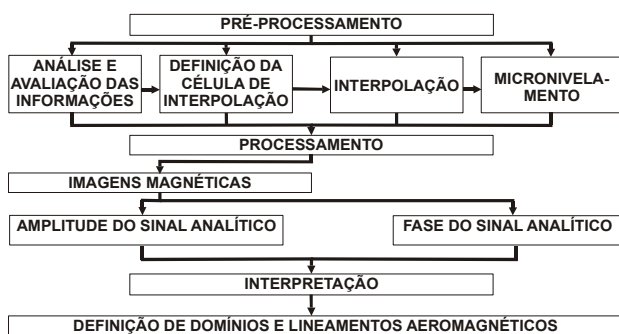 PRÉ-PROCESSAMENTO
ANÁLISE E
AVALIAÇÃO DAS
INFORMAÇÕES
DEFINIÇÃO DA
CÉLULA DE
INTERPOLAÇÃO
INTERPOLAÇÃO
MICRONIVELA-
MENTO
PROCESSAMENTO
IMAGENS MAGNÉTICAS
AMPLITUDE DO SINAL ANALÍTICO
FASE DO SINAL ANALÍTICO
INTERPRETAÇÃO
DEFINIÇÃO DE DOMÍNIOS E LINEAMENTOS AEROMAGNÉTICOS